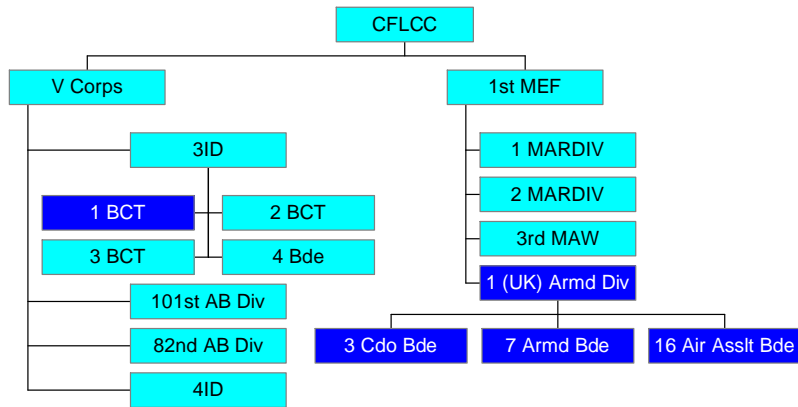 CFLCC
V Corps
1st MEF
3ID
1 MARDIV
2 MARDIV
1 BCT
2 BCT
3rd MAW
3 BCT
4 Bde
1 (UK) Armd Div
101st AB Div
82nd AB Div
3 Cdo Bde
7 Armd Bde
16 Air Asslt Bde
4ID